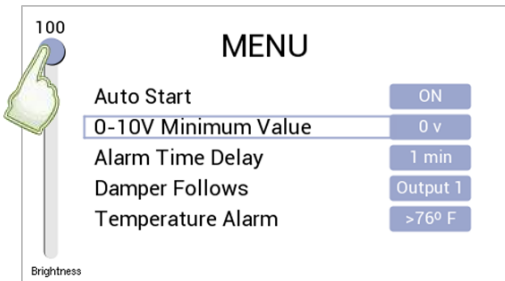 100
MENU
Auto Start ON
0-10V Minimum Value 0 v
Alarm Time Delay 1 min
Damper Follows Output 1
Temperature Alarm >76º F
Brightness